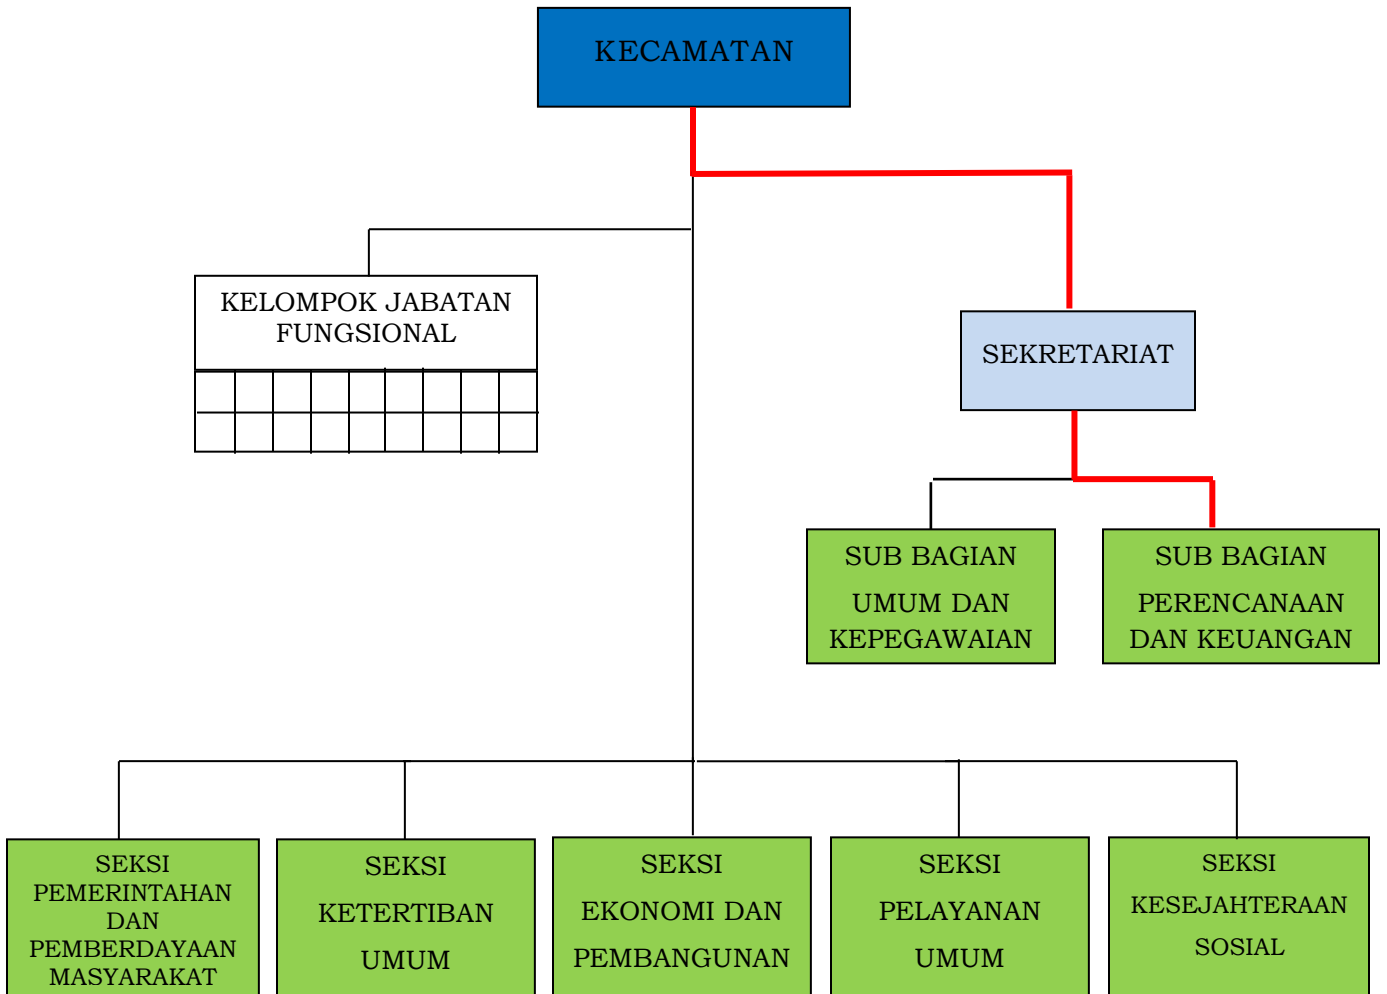 KECAMATAN
KELOMPOK JABATAN
FUNGSIONAL
SEKRETARIAT
SUB BAGIAN
UMUM DAN
KEPEGAWAIAN
SUB BAGIAN
PERENCANAAN
DAN KEUANGAN
SEKSI
PEMERINTAHAN
DAN
PEMBERDAYAAN
MASYARAKAT
SEKSI
KETERTIBAN
UMUM
SEKSI
EKONOMI DAN
PEMBANGUNAN
SEKSI
PELAYANAN
UMUM
SEKSI
KESEJAHTERAAN
SOSIAL